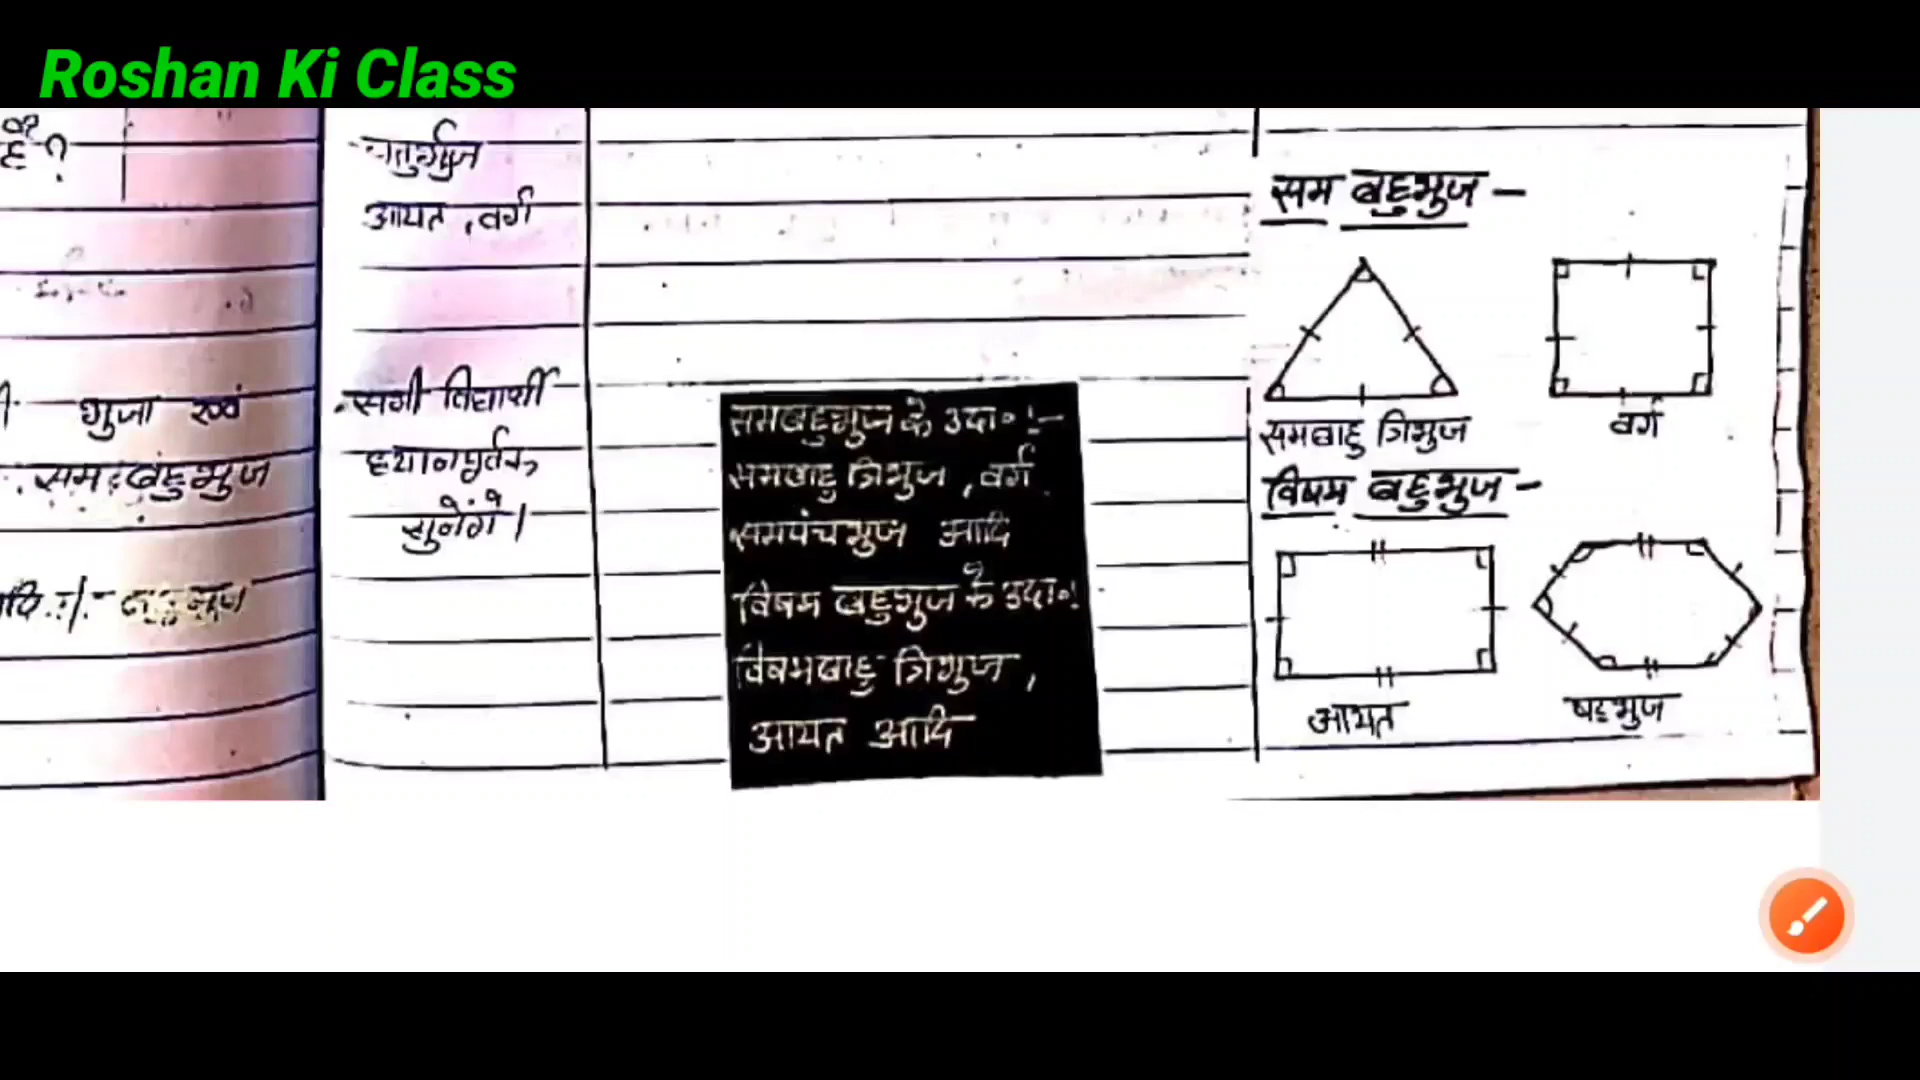 Roshan Ki Class
है?
भुजा एवं
सम बहुभुज
चतुर्भुज
आयत, वर्ग
सभी विद्यार्थी
ध्यानपूर्वक
सुनेंगे।
समबहुभुज के उदा०:-
समबाहु त्रिभुज, वर्ग
समपंचभुज आदि
विषम बहुभुज के उदा०:
विषमबाहु त्रिभुज,
आयत आदि
सम बहुभुज -
समबाहु त्रिभुज
वर्ग
विषम बहुभुज -
आयत
षट्भुज